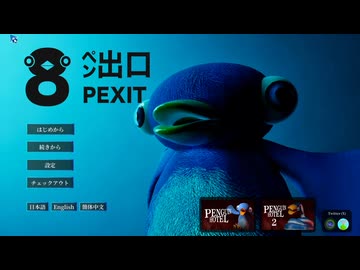 8
ペン出口
PEXIT
はじめから
続きから
設定
チェックアウト
日本語 English 簡体中文
PENGUIN HOTEL
PENGUIN HOTEL 2
Twitter (X)